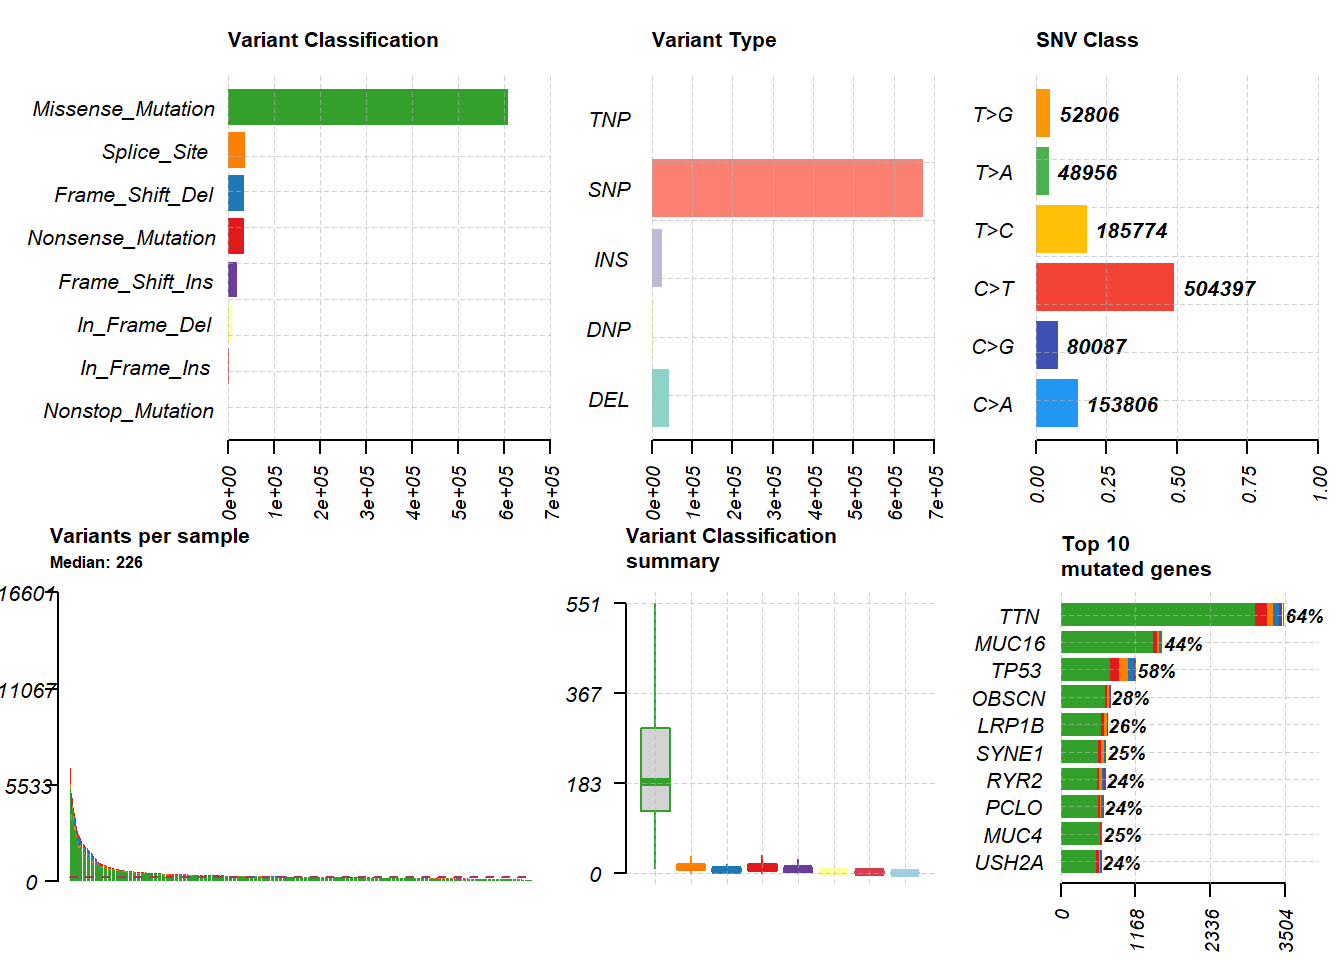 Variant Classification
Missense_Mutation
Splice_Site
Frame_Shift_Del
Nonsense_Mutation
Frame_Shift_Ins
In_Frame_Del
In_Frame_Ins
Nonstop_Mutation
0e+00
1e+05
2e+05
3e+05
4e+05
5e+05
6e+05
7e+05
Variant Type
TNP
SNP
INS
DNP
DEL
0e+00
1e+05
2e+05
3e+05
4e+05
5e+05
6e+05
7e+05
SNV Class
T>G 52806
T>A 48956
T>C 185774
C>T 504397
C>G 80087
C>A 153806
0.00
0.25
0.50
0.75
1.00
Variants per sample
Median: 226
16601
11067
5533
0
Variant Classification
summary
551
367
183
0
Top 10
mutated genes
TTN 64%
MUC16 44%
TP53 58%
OBSCN 28%
LRP1B 26%
SYNE1 25%
RYR2 24%
PCLO 24%
MUC4 25%
USH2A 24%
0
1168
2336
3504